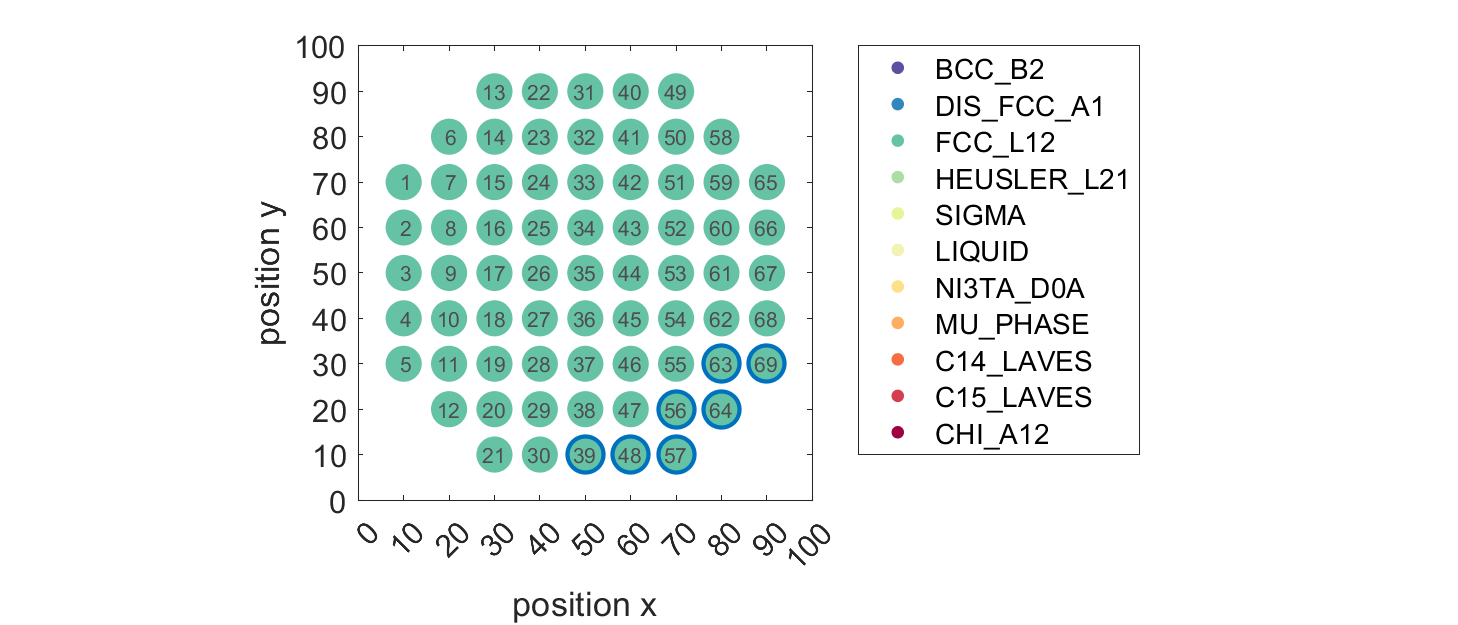 100
90 13 22 31 40 49
80 6 14 23 32 41 50 58
70 1 7 15 24 33 42 51 59 65
60 2 8 16 25 34 43 52 60 66
50 3 9 17 26 35 44 53 61 67
40 4 10 18 27 36 45 54 62 68
30 5 11 19 28 37 46 55 63 69
20 12 20 29 38 47 56 64
10 21 30 39 48 57
0
position y
0 10 20 30 40 50 60 70 80 90 100
position x
BCC_B2
DIS_FCC_A1
FCC_L12
HEUSLER_L21
SIGMA
LIQUID
NI3TA_D0A
MU_PHASE
C14_LAVES
C15_LAVES
CHI_A12